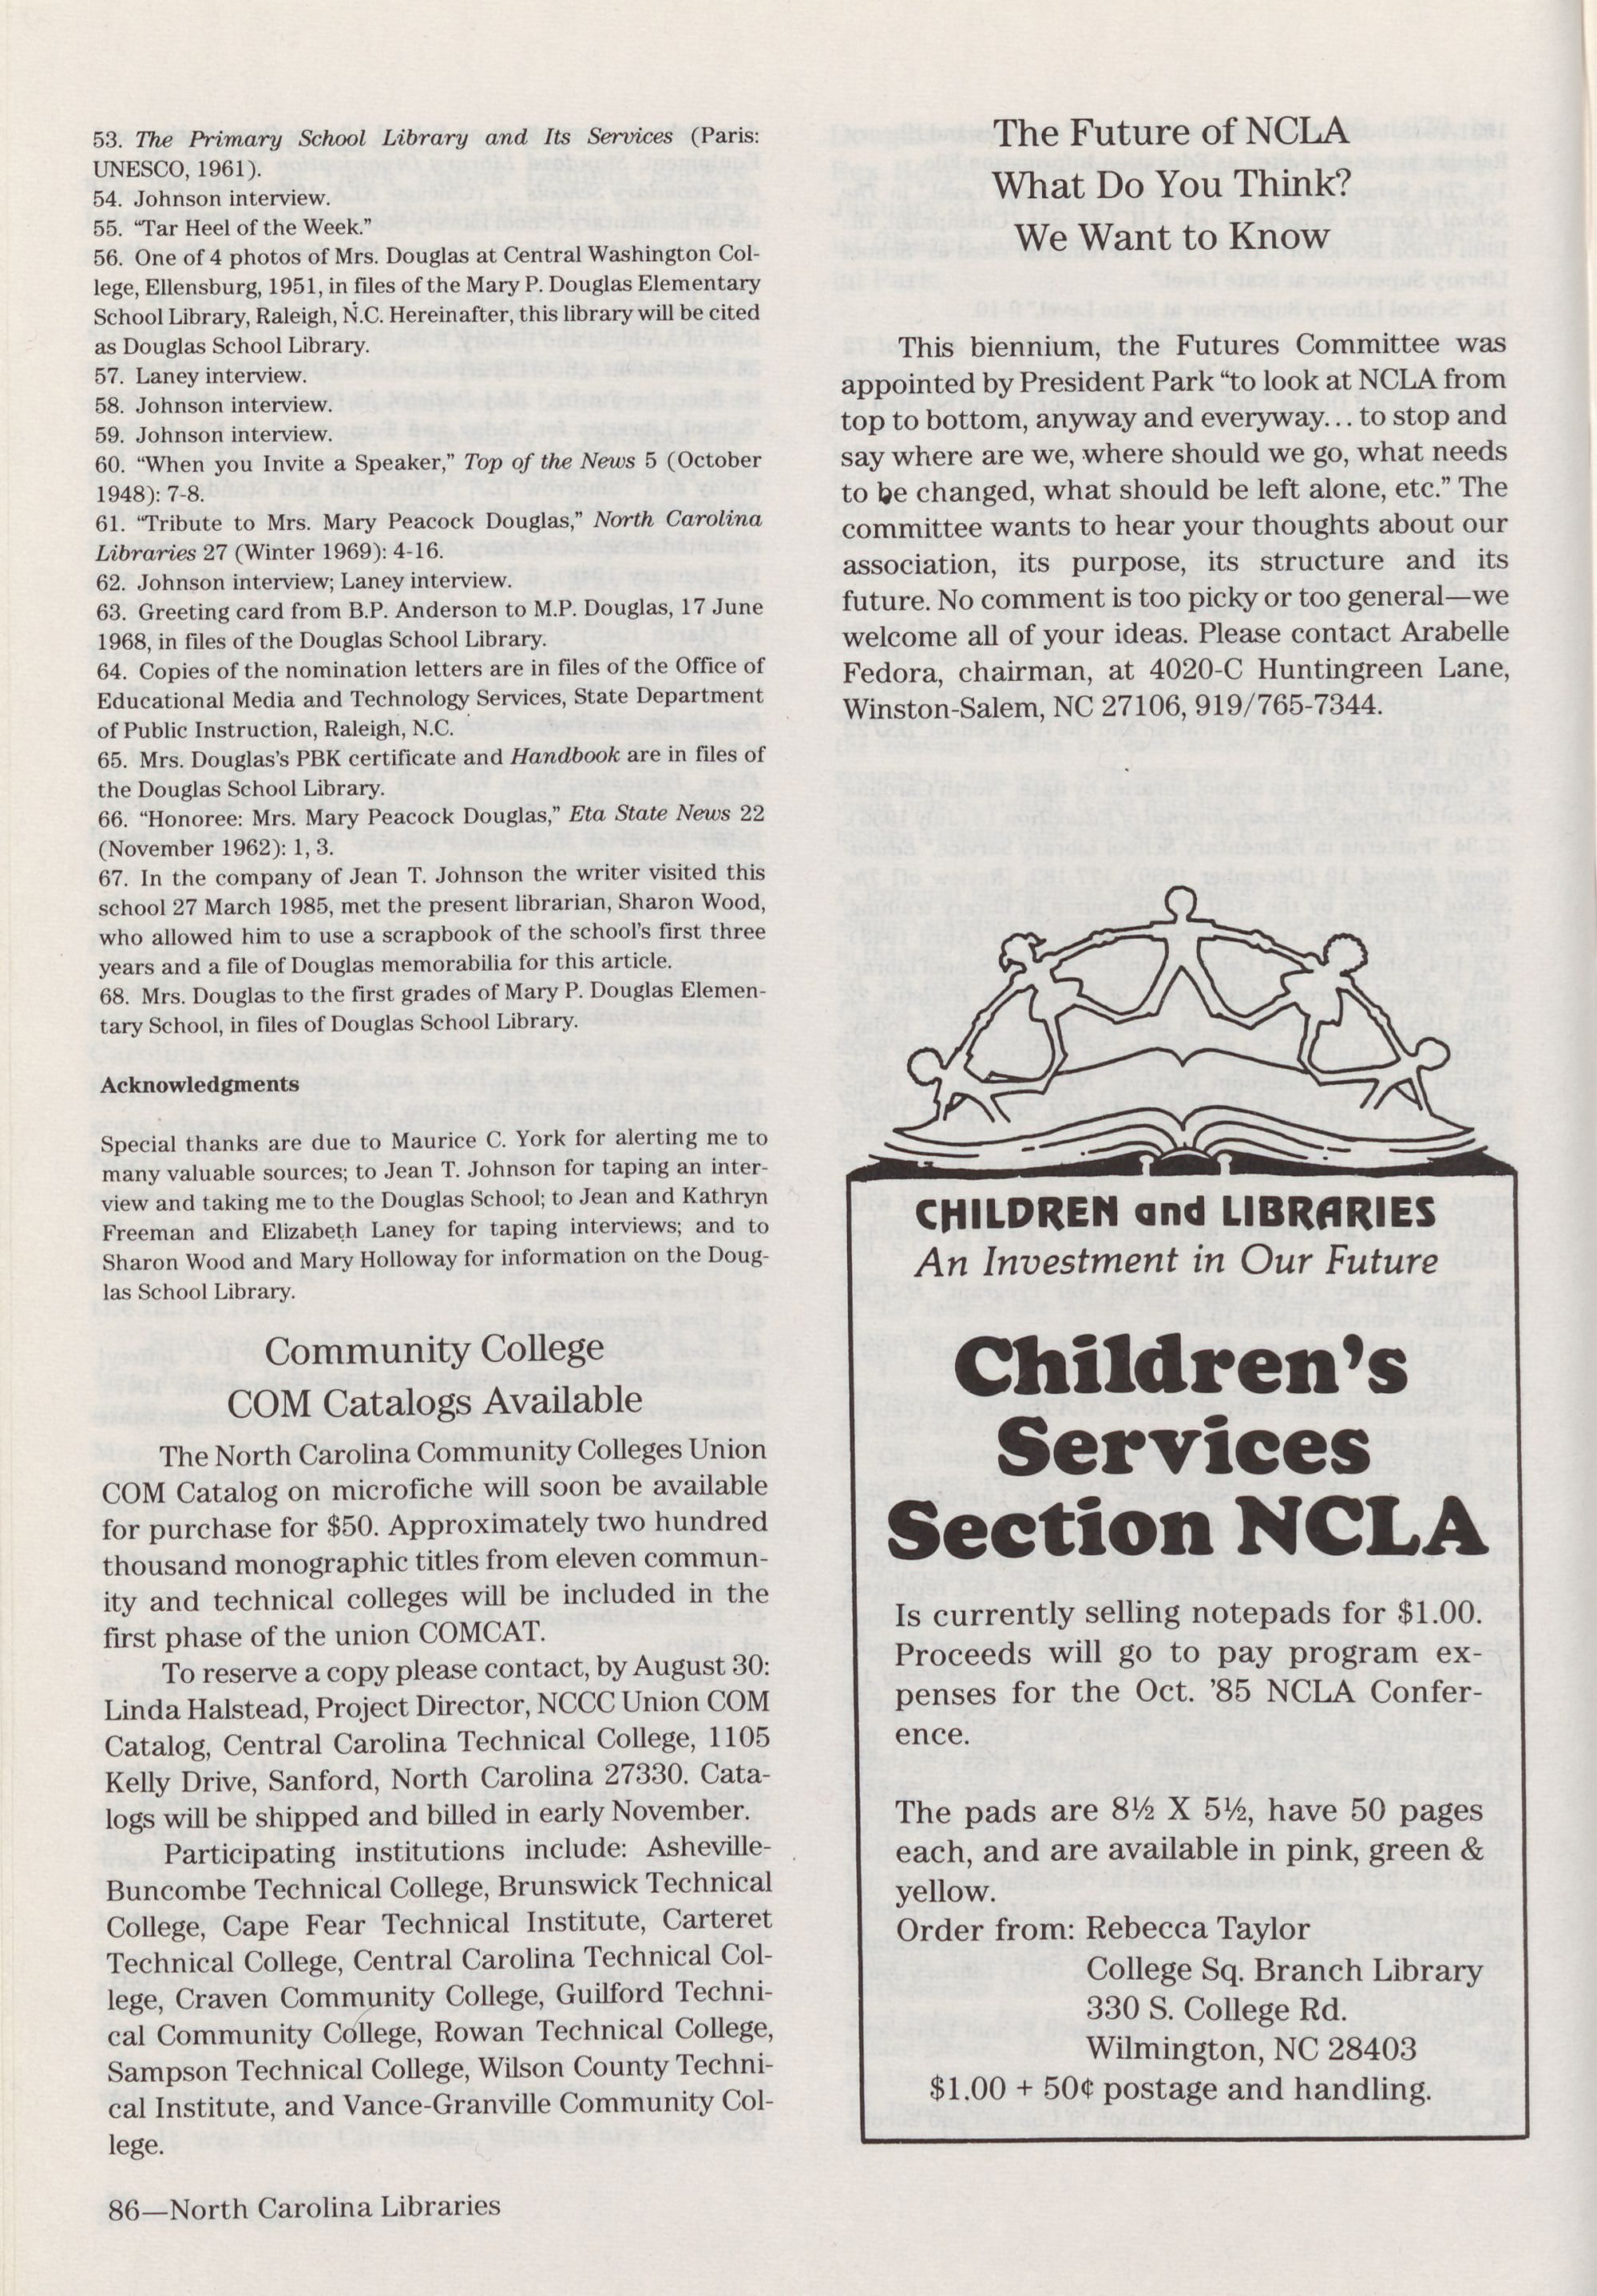 53. The Primary School Library and Its Services (Paris:
UNESCO, 1961).
54. Johnson interview.
55. “Tar Heel of the Week.”
56. One of 4 photos of Mrs. Douglas at Central Washington Col-
lege, Ellensburg, 1951, in files of the Mary P. Douglas Elementary
School Library, Raleigh, N.C. Hereinafter, this library will be cited
as Douglas School Library.
57. Laney interview.
58. Johnson interview.
59. Johnson interview.
60. “When you Invite a Speaker,” Top of the News 5 (October
1948): 7-8.
61. “Tribute to Mrs. Mary Peacock Douglas,” North Carolina
Libraries 27 (Winter 1969): 4-16.
62. Johnson interview; Laney interview.
63. Greeting card from B.P. Anderson to M.P. Douglas, 17 June
1968, in files of the Douglas School Library.
64. Copies of the nomination letters are in files of the Office of
Educational Media and Technology Services, State Department
of Public Instruction, Raleigh, N.C.
65. Mrs. Douglas's PBK certificate and Handbook are in files of
the Douglas School Library.
66. “Honoree: Mrs. Mary Peacock Douglas,” Eta State News 22
(November 1962): 1, 3.
67. In the company of Jean T. Johnson the writer visited this
school 27 March 1985, met the present librarian, Sharon Wood,
who allowed him to use a scrapbook of the school's first three
years and a file of Douglas memorabilia for this article.
68. Mrs. Douglas to the first grades of Mary P. Douglas Elemen-
tary School, in files of Douglas School Library.
Acknowledgments
Special thanks are due to Maurice C. York for alerting me to
many valuable sources; to Jean T. Johnson for taping an inter-
view and taking me to the Douglas School; to Jean and Kathryn
Freeman and Elizabeth Laney for taping interviews; and to
Sharon Wood and Mary Holloway for information on the Doug-
las School Library.
Community College
COM Catalogs Available
The North Carolina Community Colleges Union
COM Catalog on microfiche will soon be available
for purchase for $50. Approximately two hundred
thousand monographic titles from eleven commun-
ity and technical colleges will be included in the
first phase of the union COMCAT.
To reserve a copy please contact, by August 30:
Linda Halstead, Project Director, NCCC Union COM
Catalog, Central Carolina Technical College, 1105
Kelly Drive, Sanford, North Carolina 27330. Cata-
logs will be shipped and billed in early November.
Participating institutions include: Asheville-
Buncombe Technical College, Brunswick Technical
College, Cape Fear Technical Institute, Carteret
Technical College, Central Carolina Technical Col-
lege, Craven Community College, Guilford Techni-
cal Community College, Rowan Technical College,
Sampson Technical College, Wilson County Techni-
cal Institute, and Vance-Granville Community Col-
lege.
86—North Carolina Libraries
The Future of NCLA
What Do You Think?
We Want to Know
This biennium, the Futures Committee was
appointed by President Park “to look at NCLA from
top to bottom, anyway and everyway... to stop and
say where are we, where should we go, what needs
to be changed, what should be left alone, etc.” The
committee wants to hear your thoughts about our
association, its purpose, its structure and its
future. No comment is too picky or too general—we
welcome all of your ideas. Please contact Arabelle
Fedora, chairman, at 4020-C Huntingreen Lane,
Winston-Salem, NC 27106, 919/765-7344.
CHILDREN and LIBRARIES
An Investment in Our Future
Children's
Services
Section NCLA
Is currently selling notepads for $1.00.
Proceeds will go to pay program ex-
penses for the Oct. '85 NCLA Confer-
ence.
The pads are 8½ X 5½, have 50 pages
each, and are available in pink, green &
yellow.
Order from: Rebecca Taylor
College Sq. Branch Library
330 S. College Rd.
Wilmington, NC 28403
$1.00 + 50¢ postage and handling.